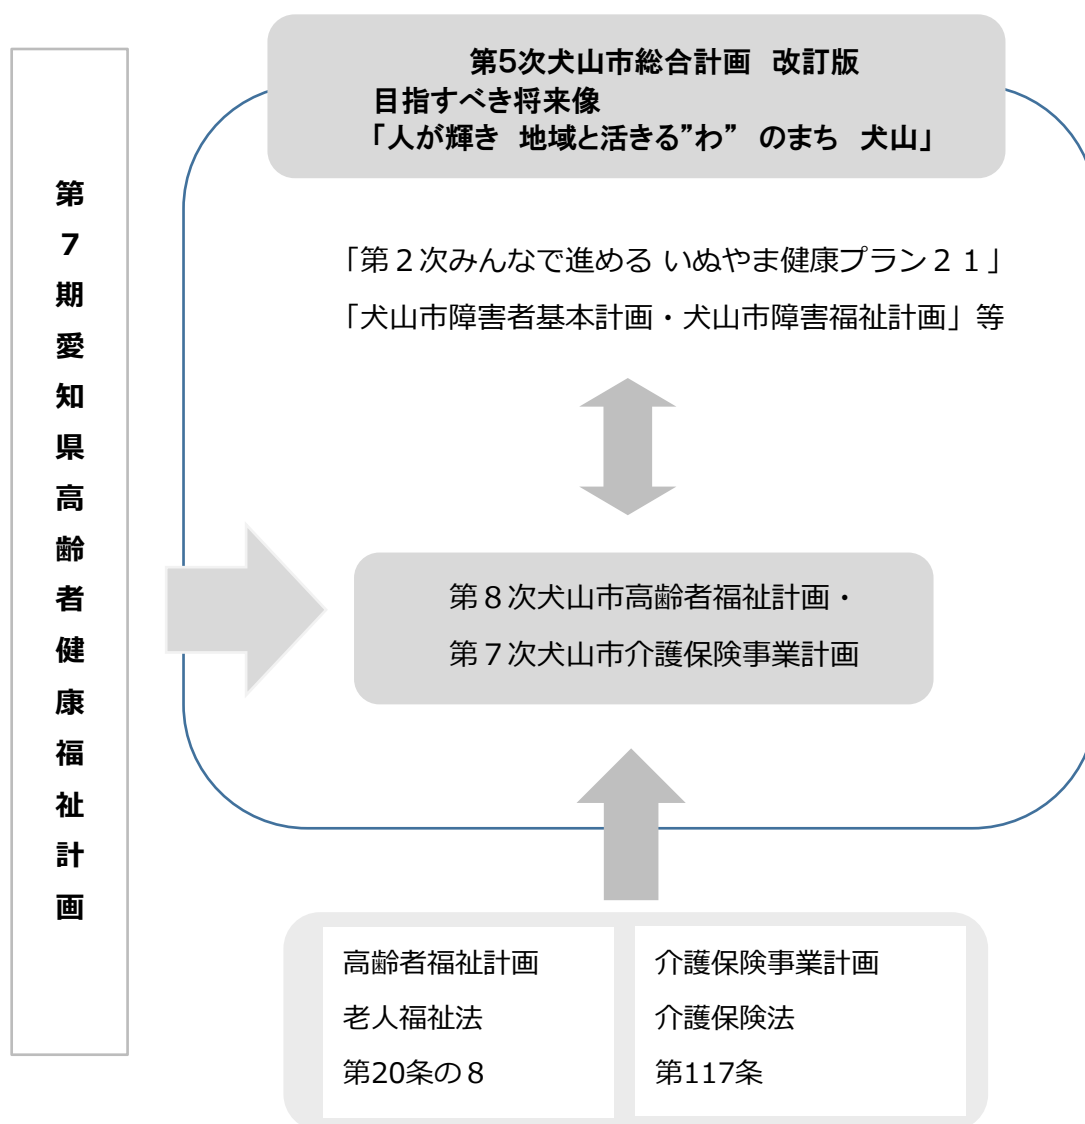 第7期愛知県高齢者健康福祉計画
第5次犬山市総合計画　改訂版
目指すべき将来像
「人が輝き　地域と活きる”わ”　のまち　犬山」
「第２次みんなで進める いぬやま健康プラン２１」
「犬山市障害者基本計画・犬山市障害福祉計画」等
第８次犬山市高齢者福祉計画・
第７次犬山市介護保険事業計画
高齢者福祉計画
老人福祉法
第20条の８
介護保険事業計画
介護保険法
第117条